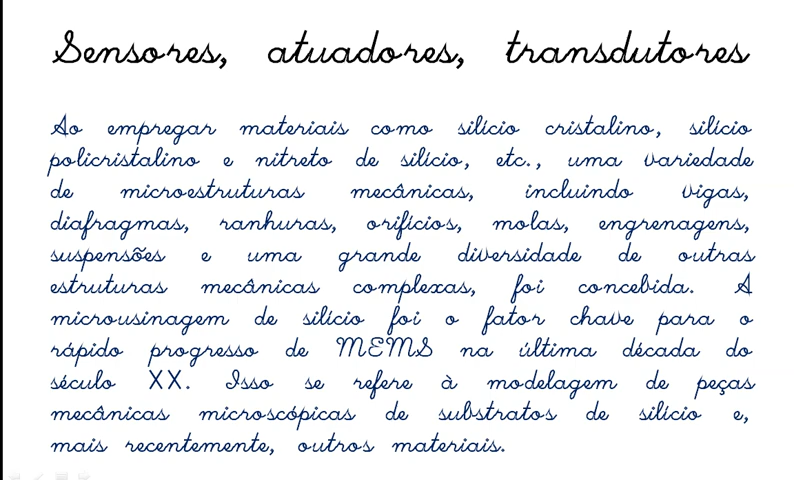 Sensores, atuadores, transdutores
Ao empregar materiais como silício cristalino, silício
policristalino e nitreto de silício, etc., uma variedade
de microestruturas mecânicas, incluindo vigas,
diafragmas, ranhuras, orifícios, molas, engrenagens,
suspensões e uma grande diversidade de outras
estruturas mecânicas complexas, foi concebida. A
microusinagem de silício foi o fator chave para o
rápido progresso de MEMS na última década do
século XX. Isso se refere à modelagem de peças
mecânicas microscópicas de substratos de silício e,
mais recentemente, outros materiais.